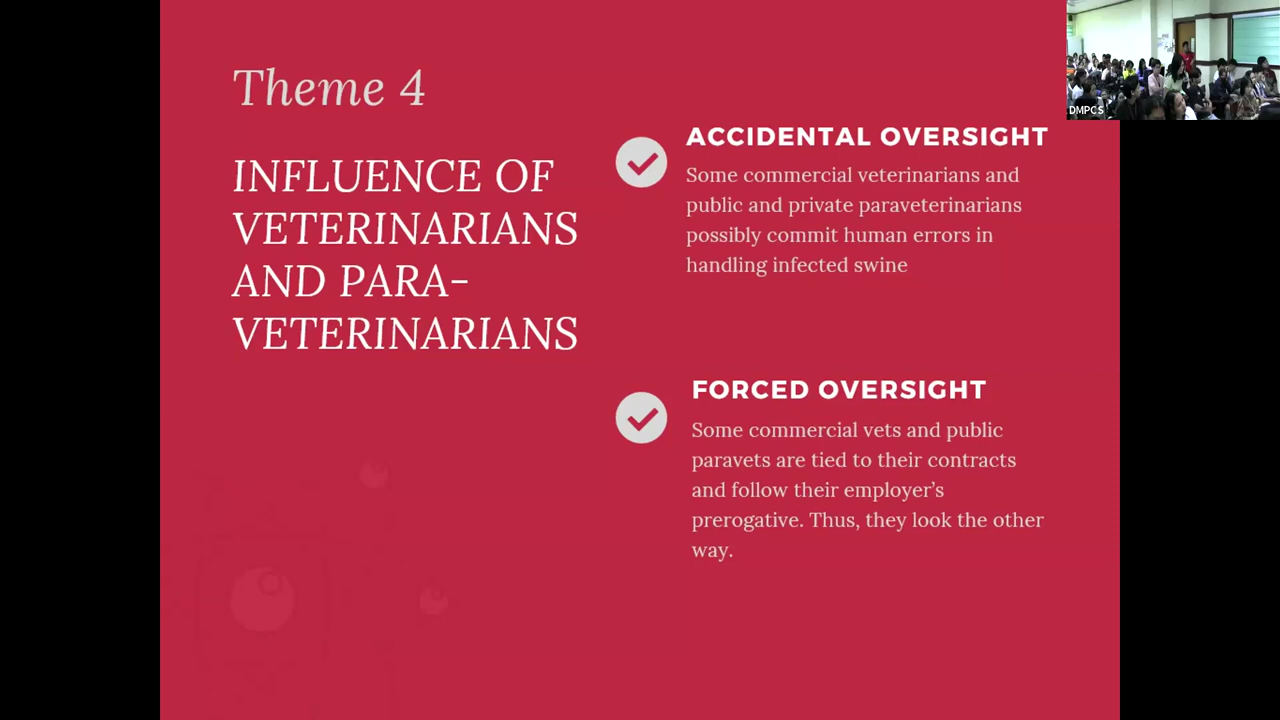 Theme 4
INFLUENCE OF
VETERINARIANS
AND PARA-
VETERINARIANS
ACCIDENTAL OVERSIGHT
Some commercial veterinarians and
public and private paraveterinarians
possibly commit human errors in
handling infected swine
FORCED OVERSIGHT
Some commercial vets and public
paravets are tied to their contracts
and follow their employer’s
prerogative. Thus, they look the other
way.
DMPCS